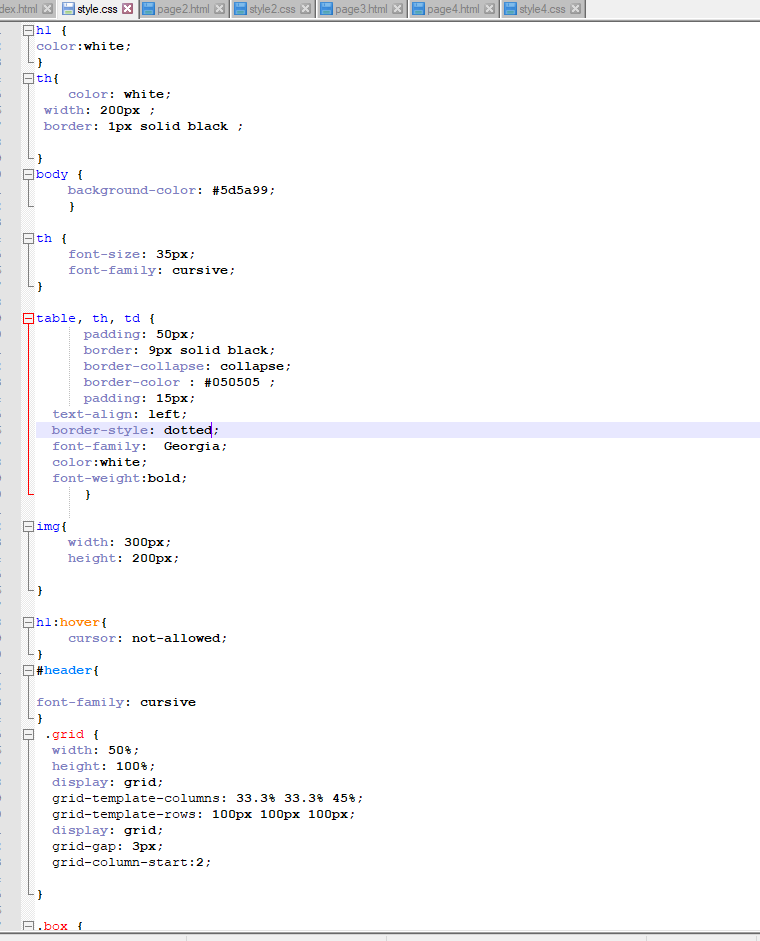 dex.html style.css page2.html style2.css page3.html page4.html style4.css
h1 {
color:white;
}
th{
color: white;
width: 200px ;
border: 1px solid black ;
}
body {
background-color: #5d5a99;
}
th {
font-size: 35px;
font-family: cursive;
}
table, th, td {
padding: 50px;
border: 9px solid black;
border-collapse: collapse;
border-color : #050505 ;
padding: 15px;
text-align: left;
border-style: dotted;
font-family:  Georgia;
color:white;
font-weight:bold;
}
img{
width: 300px;
height: 200px;
}
h1:hover{
cursor: not-allowed;
}
#header{
font-family: cursive
}
.grid {
width: 50%;
height: 100%;
display: grid;
grid-template-columns: 33.3% 33.3% 45%;
grid-template-rows: 100px 100px 100px;
display: grid;
grid-gap: 3px;
grid-column-start:2;
}
.box {